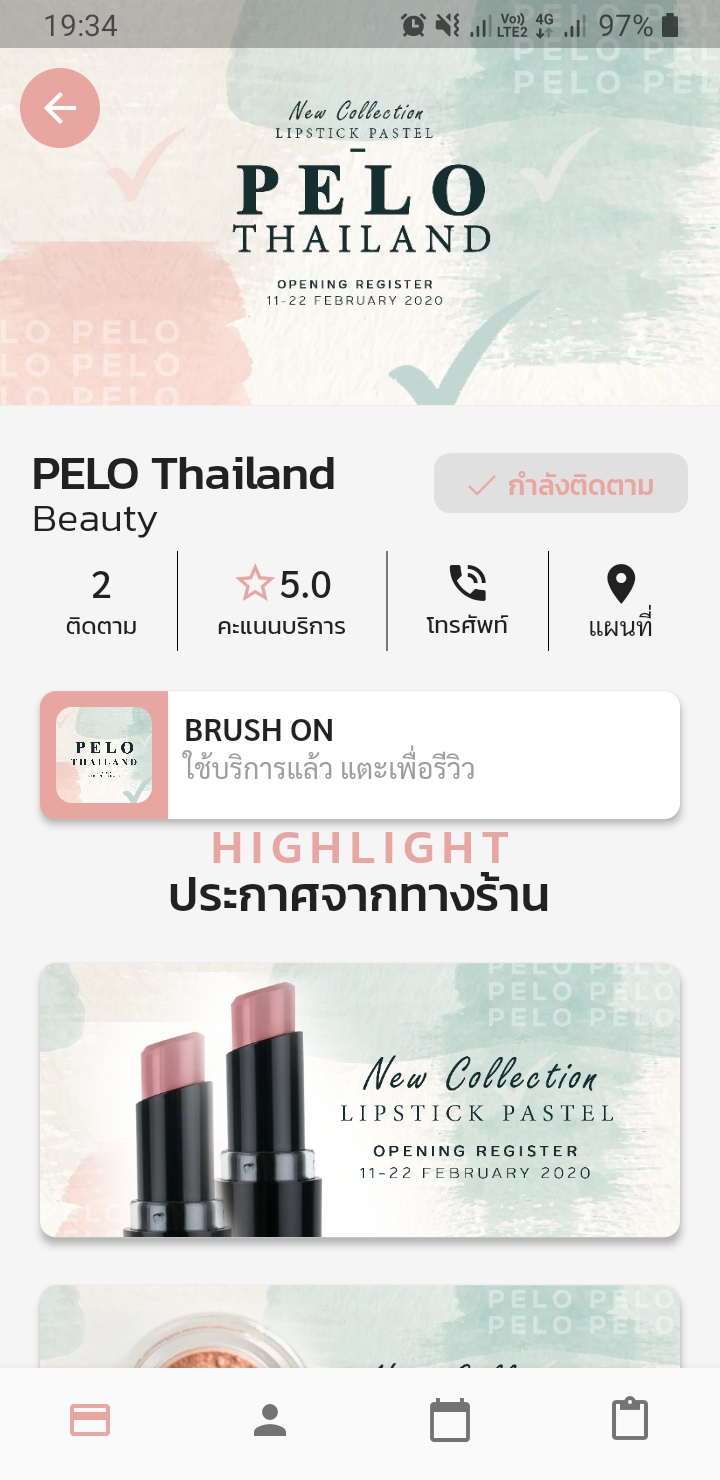 19:34
Vo)) 4G 97%
LTE2
PELO PEL
PELO PEL
New Collection
LIPSTICK PASTEL
PELO
THAILAND
OPENING REGISTER
11-22 FEBRUARY 2020
LO PELO
LO PELO
LO PELO
PELO Thailand
Beauty
กำลังติดตาม
2
ติดตาม
5.0
คะแนนบริการ
โทรศัพท์
แผนที่
PELO
THAILAND
BRUSH ON
ใช้บริการแล้ว แตะเพื่อรีวิว
HIGHLIGHT
ประกาศจากทางร้าน
PELO PELO
PELO PELO
PELO PELO
New Collection
LIPSTICK PASTEL
OPENING REGISTER
11-22 FEBRUARY 2020
PELO PELO
PELO PELO